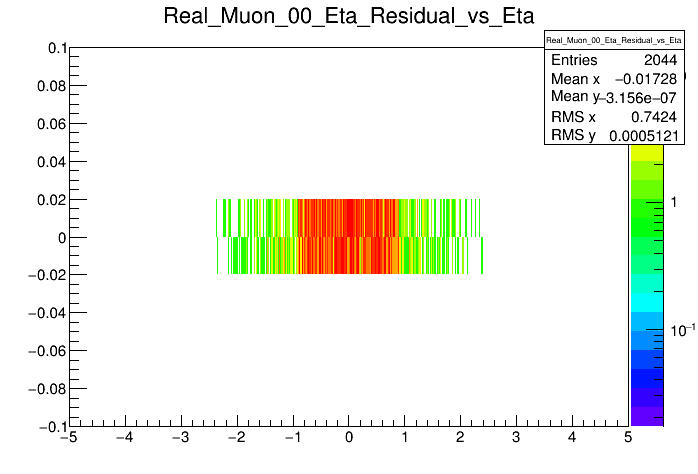 Real_Muon_00_Eta_Residual_vs_Eta
Real_Muon_00_Eta_Residual_vs_Eta
Entries 2044
Mean x −0.01728
Mean y −3.156e−07
RMS x 0.7424
RMS y 0.0005121
0.1
0.08
0.06
0.04
0.02
0
−0.02
−0.04
−0.06
−0.08
−0.1
−5 −4 −3 −2 −1 0 1 2 3 4 5
1
10−1